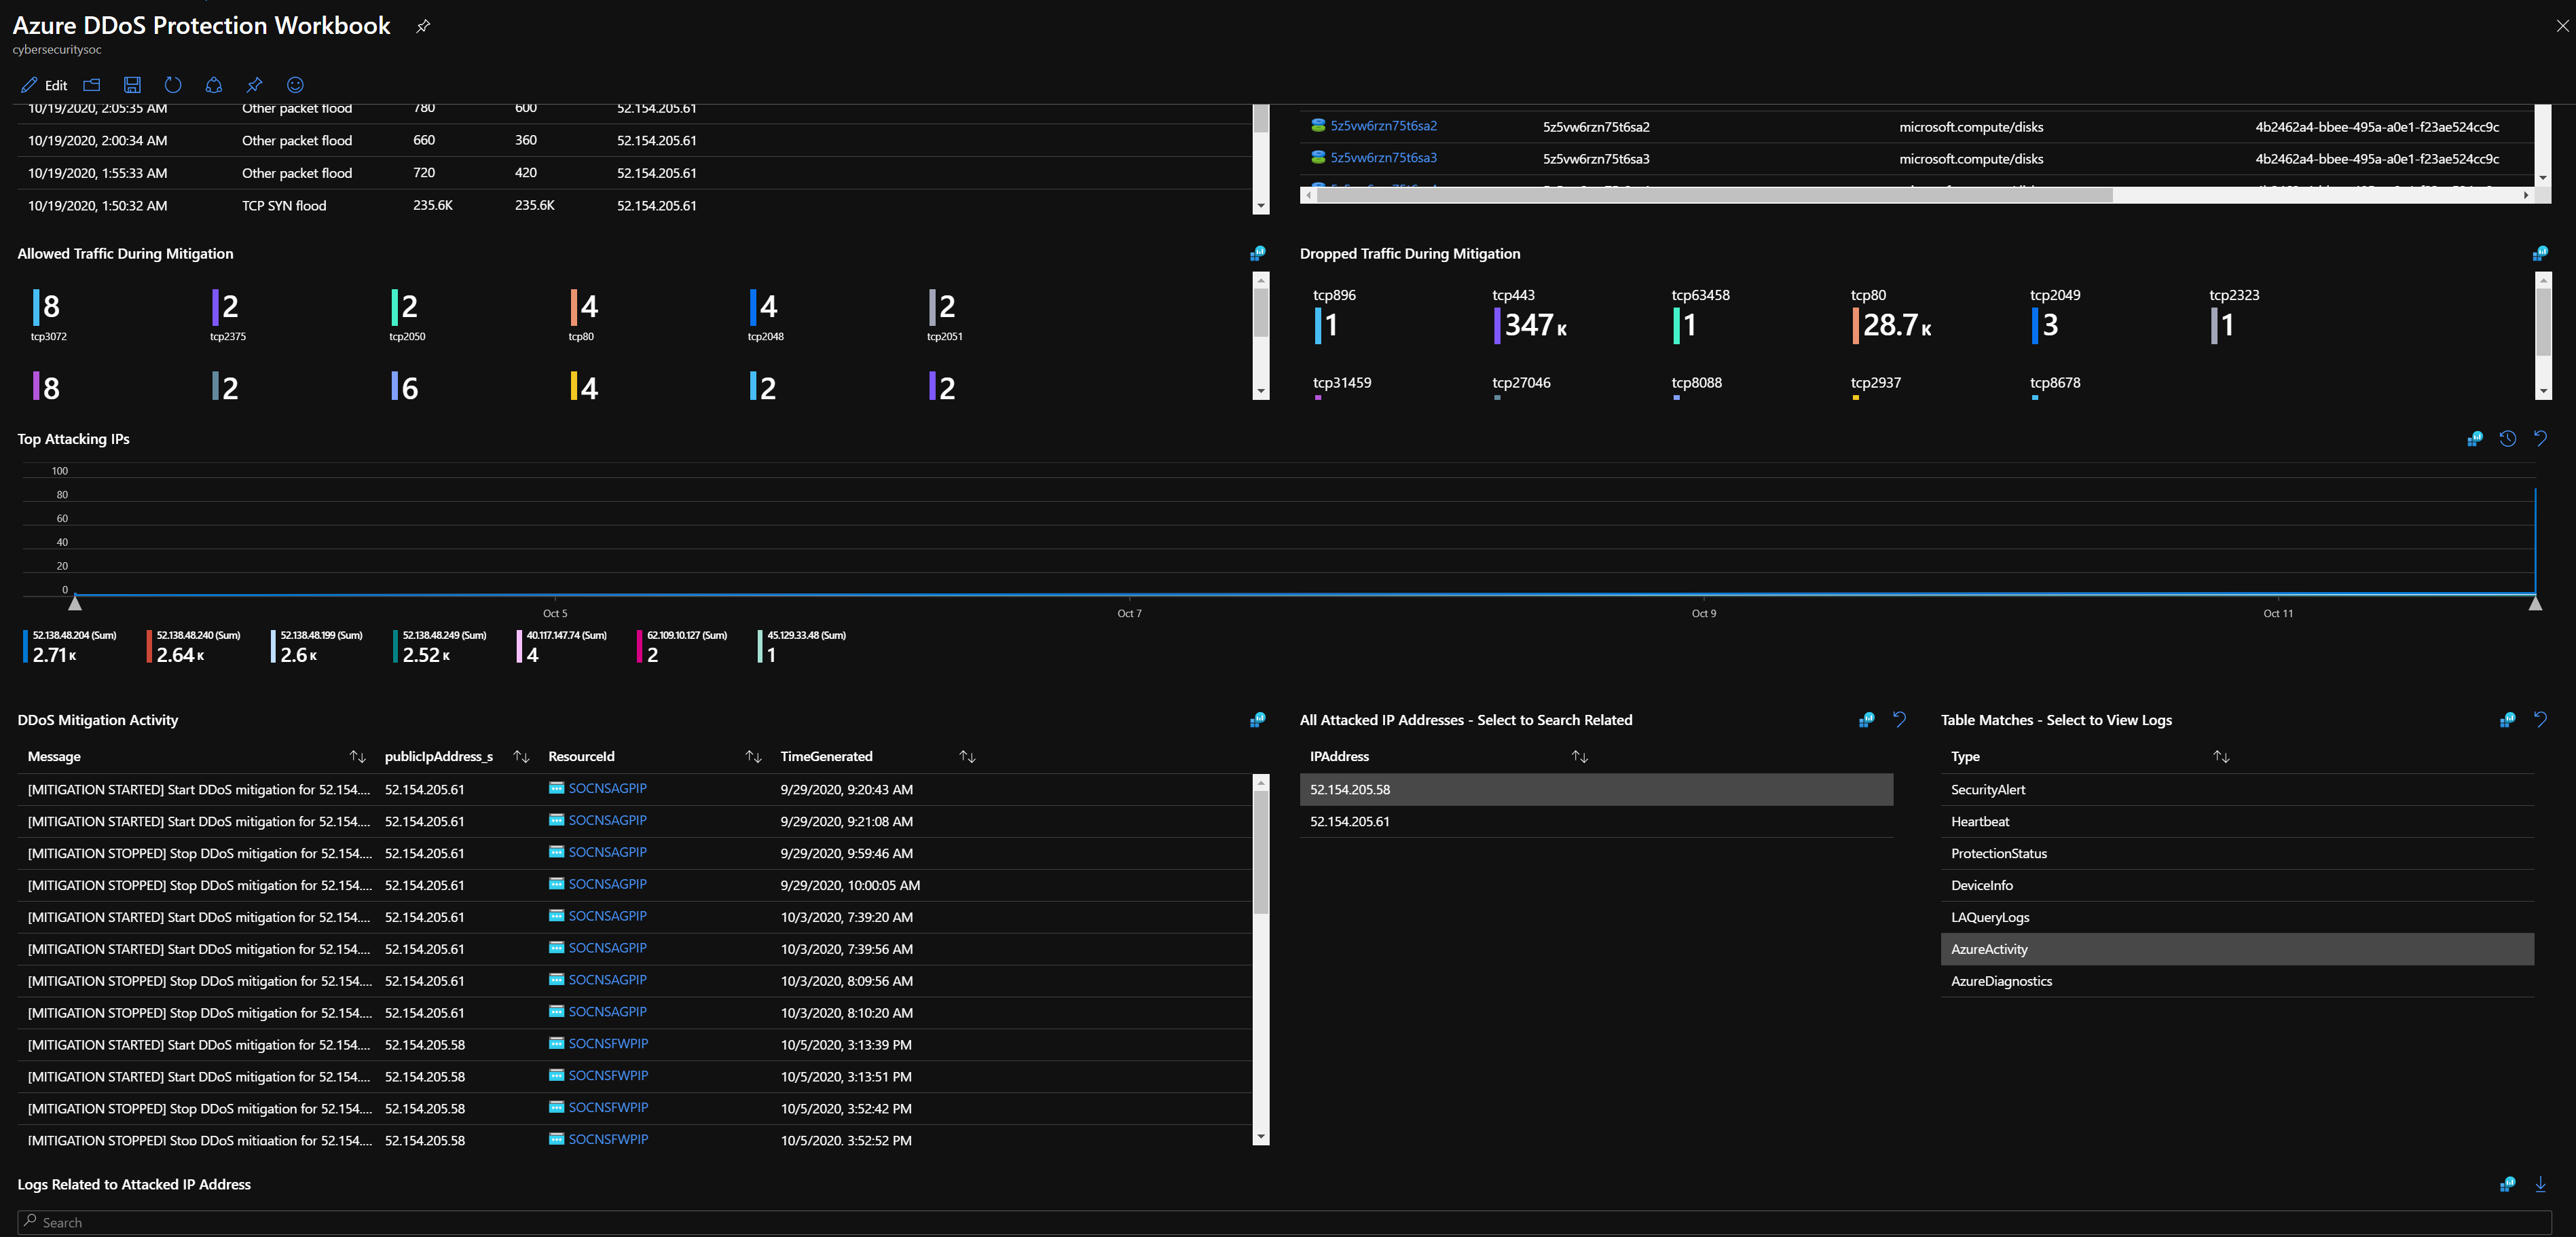 Azure DDoS Protection Workbook
cybersecuritysoc
Edit
10/19/2020, 2:05:35 AM Other packet flood 780 600 52.154.205.61
10/19/2020, 2:00:34 AM Other packet flood 660 360 52.154.205.61
10/19/2020, 1:55:33 AM Other packet flood 720 420 52.154.205.61
10/19/2020, 1:50:32 AM TCP SYN flood 235.6K 235.6K 52.154.205.61
5z5vw6rzn75t6sa2 5z5vw6rzn75t6sa2 microsoft.compute/disks 4b2462a4-bbee-495a-a0e1-f23ae524cc9c
5z5vw6rzn75t6sa3 5z5vw6rzn75t6sa3 microsoft.compute/disks 4b2462a4-bbee-495a-a0e1-f23ae524cc9c
Allowed Traffic During Mitigation
8 2 2 4 4 2
tcp3072 tcp2375 tcp2050 tcp80 tcp2048 tcp2051
8 2 6 4 2 2
Dropped Traffic During Mitigation
tcp896 tcp443 tcp63458 tcp80 tcp2049 tcp2323
1 347 K 1 28.7 K 3 1
tcp31459 tcp27046 tcp8088 tcp2937 tcp8678
Top Attacking IPs
100
80
60
40
20
0
Oct 5 Oct 7 Oct 9 Oct 11
52.138.48.204 (Sum) 52.138.48.240 (Sum) 52.138.48.199 (Sum) 52.138.48.249 (Sum) 40.117.147.74 (Sum) 62.109.10.127 (Sum) 45.129.33.48 (Sum)
2.71 K 2.64 K 2.6 K 2.52 K 4 2 1
DDoS Mitigation Activity
Message publicIpAddress_s ResourceId TimeGenerated
[MITIGATION STARTED] Start DDoS mitigation for 52.154.... 52.154.205.61 SOCNSAGPIP 9/29/2020, 9:20:43 AM
[MITIGATION STARTED] Start DDoS mitigation for 52.154.... 52.154.205.61 SOCNSAGPIP 9/29/2020, 9:21:08 AM
[MITIGATION STOPPED] Stop DDoS mitigation for 52.154.... 52.154.205.61 SOCNSAGPIP 9/29/2020, 9:59:46 AM
[MITIGATION STOPPED] Stop DDoS mitigation for 52.154.... 52.154.205.61 SOCNSAGPIP 9/29/2020, 10:00:05 AM
[MITIGATION STARTED] Start DDoS mitigation for 52.154.... 52.154.205.61 SOCNSAGPIP 10/3/2020, 7:39:20 AM
[MITIGATION STARTED] Start DDoS mitigation for 52.154.... 52.154.205.61 SOCNSAGPIP 10/3/2020, 7:39:56 AM
[MITIGATION STOPPED] Stop DDoS mitigation for 52.154.... 52.154.205.61 SOCNSAGPIP 10/3/2020, 8:09:56 AM
[MITIGATION STOPPED] Stop DDoS mitigation for 52.154.... 52.154.205.61 SOCNSAGPIP 10/3/2020, 8:10:20 AM
[MITIGATION STARTED] Start DDoS mitigation for 52.154.... 52.154.205.58 SOCNSFWPIP 10/5/2020, 3:13:39 PM
[MITIGATION STARTED] Start DDoS mitigation for 52.154.... 52.154.205.58 SOCNSFWPIP 10/5/2020, 3:13:51 PM
[MITIGATION STOPPED] Stop DDoS mitigation for 52.154.... 52.154.205.58 SOCNSFWPIP 10/5/2020, 3:52:42 PM
[MITIGATION STOPPED] Stop DDoS mitigation for 52.154.... 52.154.205.58 SOCNSFWPIP 10/5/2020, 3:52:52 PM
All Attacked IP Addresses - Select to Search Related
IPAddress
52.154.205.58
52.154.205.61
Table Matches - Select to View Logs
Type
SecurityAlert
Heartbeat
ProtectionStatus
DeviceInfo
LAQueryLogs
AzureActivity
AzureDiagnostics
Logs Related to Attacked IP Address
Search